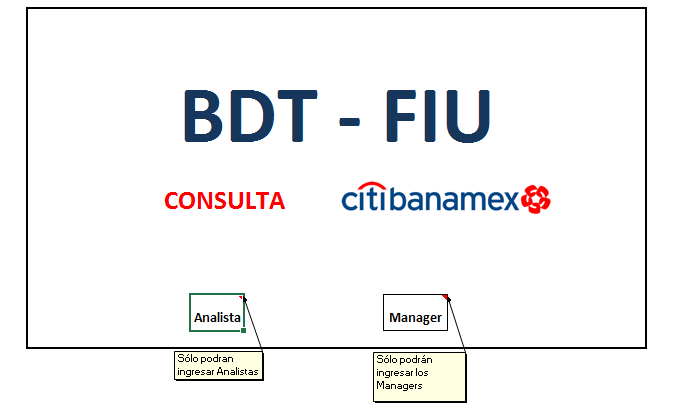 BDT - FIU
CONSULTA
citibanamex
Analista
Manager
Sólo podran
ingresar Analistas
Sólo podrán
ingresar los
Managers